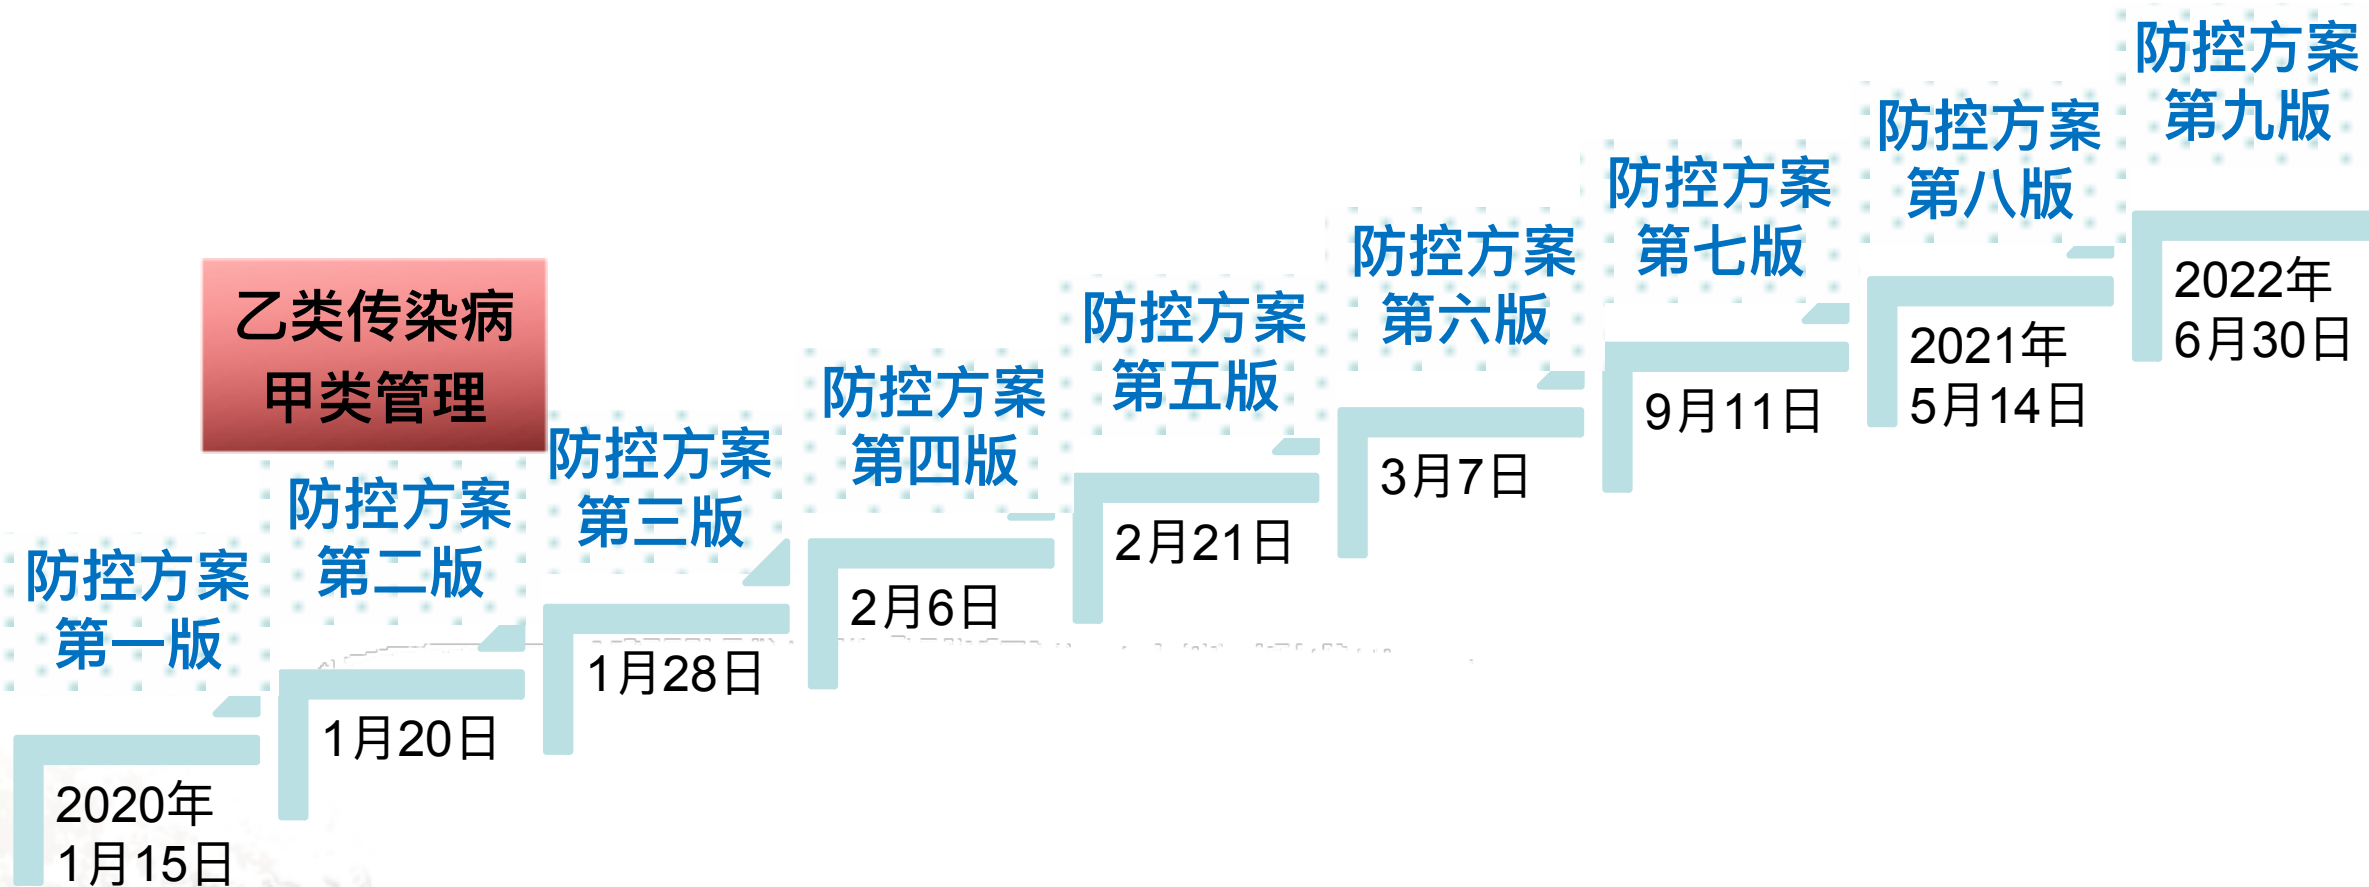 防控方案
第一版
2020年
1月15日
乙类传染病
甲类管理
防控方案
第二版
1月20日
防控方案
第三版
1月28日
防控方案
第四版
2月6日
防控方案
第五版
2月21日
防控方案
第六版
3月7日
防控方案
第七版
9月11日
防控方案
第八版
2021年
5月14日
防控方案
第九版
2022年
6月30日